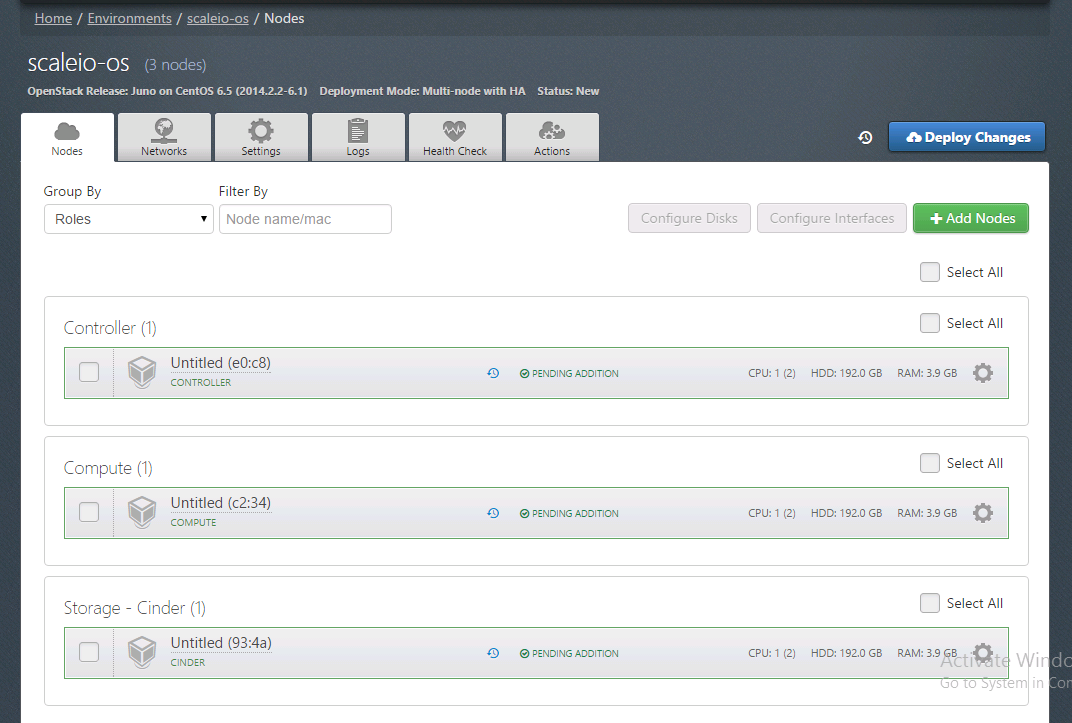 Home / Environments / scaleio-os / Nodes
scaleio-os (3 nodes)
OpenStack Release: Juno on CentOS 6.5 (2014.2.2-6.1) Deployment Mode: Multi-node with HA Status: New
Nodes Networks Settings Logs Health Check Actions Deploy Changes
Group By Filter By
Roles Node name/mac Configure Disks Configure Interfaces + Add Nodes
Select All
Controller (1) Select All
Untitled (e0:c8) PENDING ADDITION CPU: 1 (2) HDD: 192.0 GB RAM: 3.9 GB
CONTROLLER
Compute (1) Select All
Untitled (c2:34) PENDING ADDITION CPU: 1 (2) HDD: 192.0 GB RAM: 3.9 GB
COMPUTE
Storage - Cinder (1) Select All
Untitled (93:4a) PENDING ADDITION CPU: 1 (2) HDD: 192.0 GB RAM: 3.9 GB
CINDER
Activate Windo
Go to System in Con